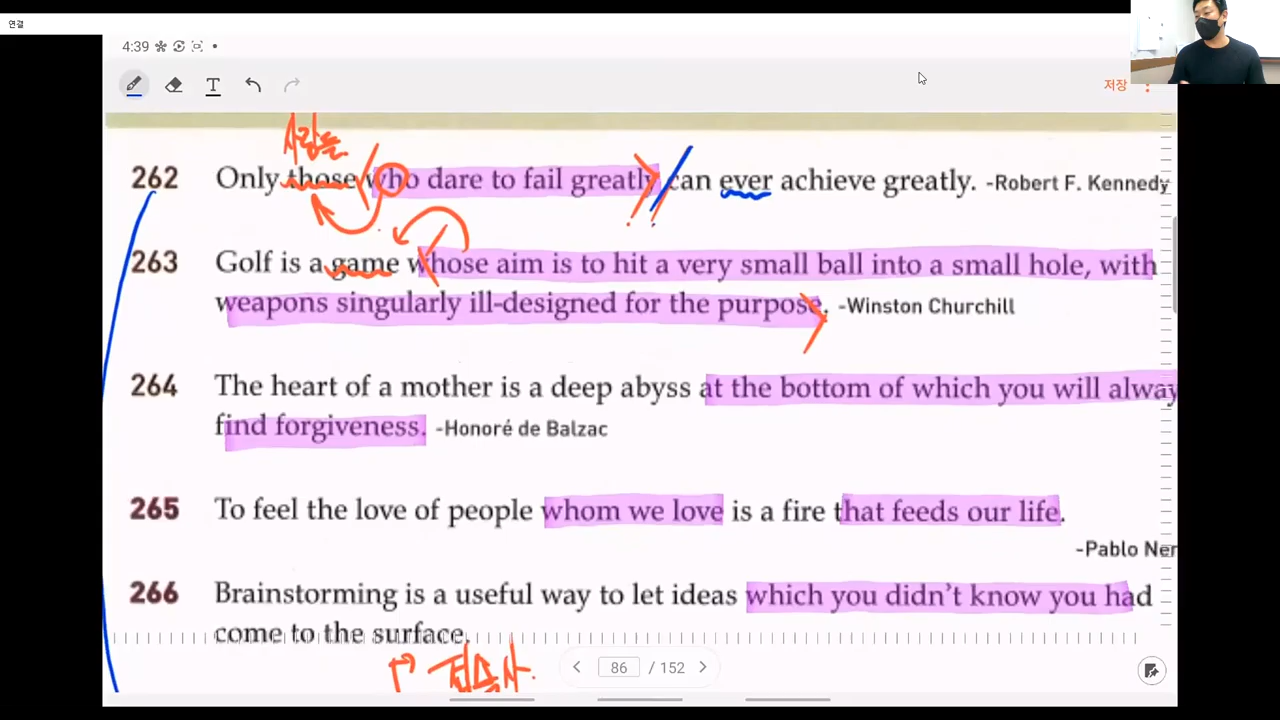 연결
4:39
T
저장
사람들
262 Only those who dare to fail greatly can ever achieve greatly. -Robert F. Kennedy
263 Golf is a game whose aim is to hit a very small ball into a small hole, with
weapons singularly ill-designed for the purpose. -Winston Churchill
264 The heart of a mother is a deep abyss at the bottom of which you will alway
find forgiveness. -Honoré de Balzac
265 To feel the love of people whom we love is a fire that feeds our life.
-Pablo Ner
266 Brainstorming is a useful way to let ideas which you didn't know you had
come to the surface.
접속사
86 / 152